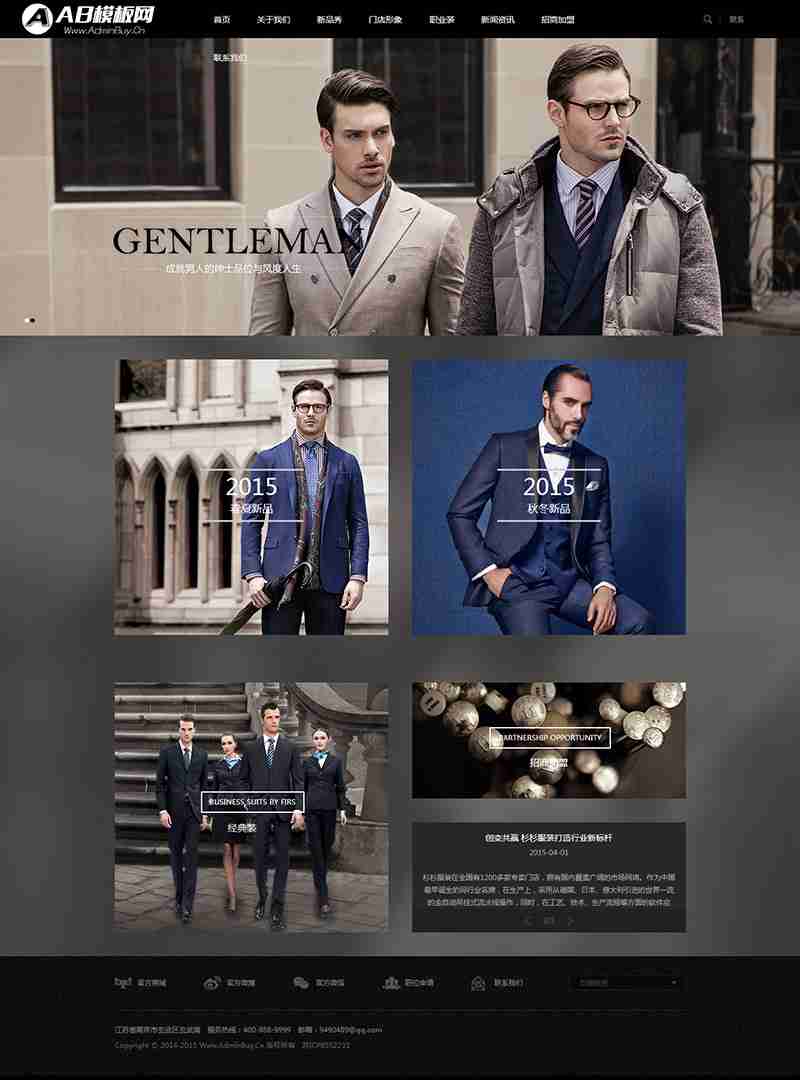 AB模板网
Www.AdminBuy.Cn
首页 关于我们 新品秀 门店形象 职业装 新闻资讯 招商加盟
联系我们
GENTLEMAN
成熟男人的绅士品位与风度人生
2015
春夏新品
2015
秋冬新品
PARTNERSHIP OPPORTUNITY
招商加盟
BUSINESS SUITS BY FIRS
经典装
创变共赢 杉杉服装打造行业新标杆
2015-04-01
杉杉服装在全国有1200多家专卖门店，拥有国内覆盖广阔的市场网络。作为中国
最早诞生的同行业名牌，在生产上，采用从德国、日本、意大利引进的世界一流
的全自动吊挂式流水线操作，同时，在工艺、技术、生产流程等方面的软件也
官方商城 官方微博 官方微信 职位申请 联系我们
江苏省南京市玄武区玄武湖 服务热线：400-888-9999 邮箱：9490489@qq.com
Copyright © 2014-2015 Www.AdminBuy.Cn 版权所有